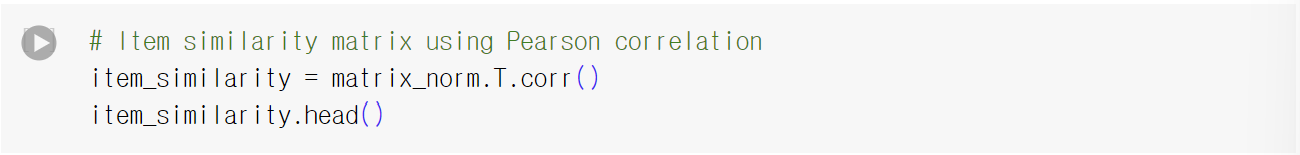 # Item similarity matrix using Pearson correlation
item_similarity = matrix_norm.T.corr()
item_similarity.head()